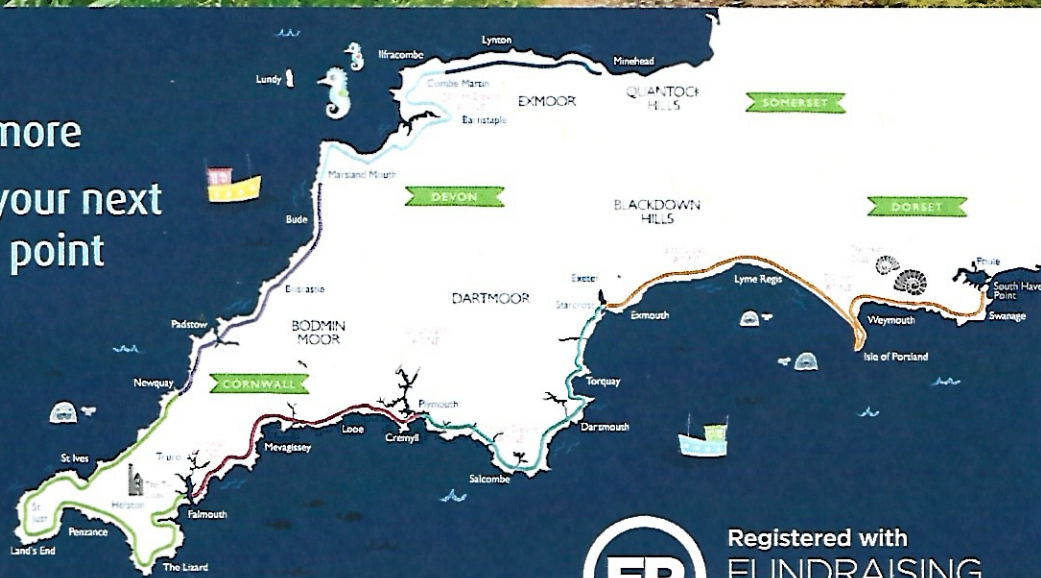 more
your next
point
Lynton
Ilfracombe
Minehead
Lundy
Combe Martin
EXMOOR
QUANTOCK
HILLS
SOMERSET
Barnstaple
Marsland Mouth
DEVON
BLACKDOWN
HILLS
DORSET
Bude
Exeter
Lyme Regis
Poole
South Have
Point
Boscastle
DARTMOOR
Starcross
Exmouth
Weymouth
Swanage
Padstow
BODMIN
MOOR
Isle of Portland
Newquay
CORNWALL
Torquay
Plymouth
Looe
Cremyll
Dartmouth
Mevagissey
St Ives
Truro
Salcombe
Helston
Falmouth
St
Just
Penzance
Land's End
The Lizard
Registered with
FR
FUNDRAISING